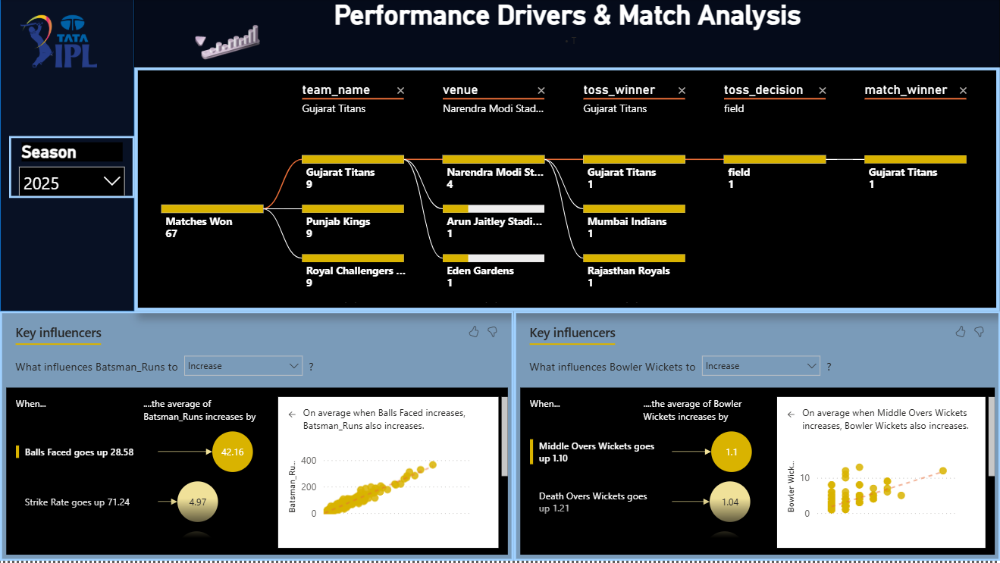 Performance Drivers & Match Analysis
TATA
IPL
Season
2025
team_name ×
Gujarat Titans
venue ×
Narendra Modi Stad...
toss_winner ×
Gujarat Titans
toss_decision ×
field
match_winner ×
Matches Won
67
Gujarat Titans
9
Punjab Kings
9
Royal Challengers ...
9
Narendra Modi St...
4
Arun Jaitley Stadi...
1
Eden Gardens
1
Gujarat Titans
1
Mumbai Indians
1
Rajasthan Royals
1
field
1
Gujarat Titans
1
Key influencers
What influences Batsman_Runs to Increase ?
When...
....the average of
Batsman_Runs increases by
Balls Faced goes up 28.58
42.16
Strike Rate goes up 71.24
4.97
← On average when Balls Faced increases,
Batsman_Runs also increases.
Batsman_Ru...
400
200
0
Key influencers
What influences Bowler Wickets to Increase ?
When...
....the average of Bowler
Wickets increases by
Middle Overs Wickets goes
up 1.10
1.1
Death Overs Wickets goes
up 1.21
1.04
← On average when Middle Overs Wickets
increases, Bowler Wickets also increases.
Bowler Wick...
10
0